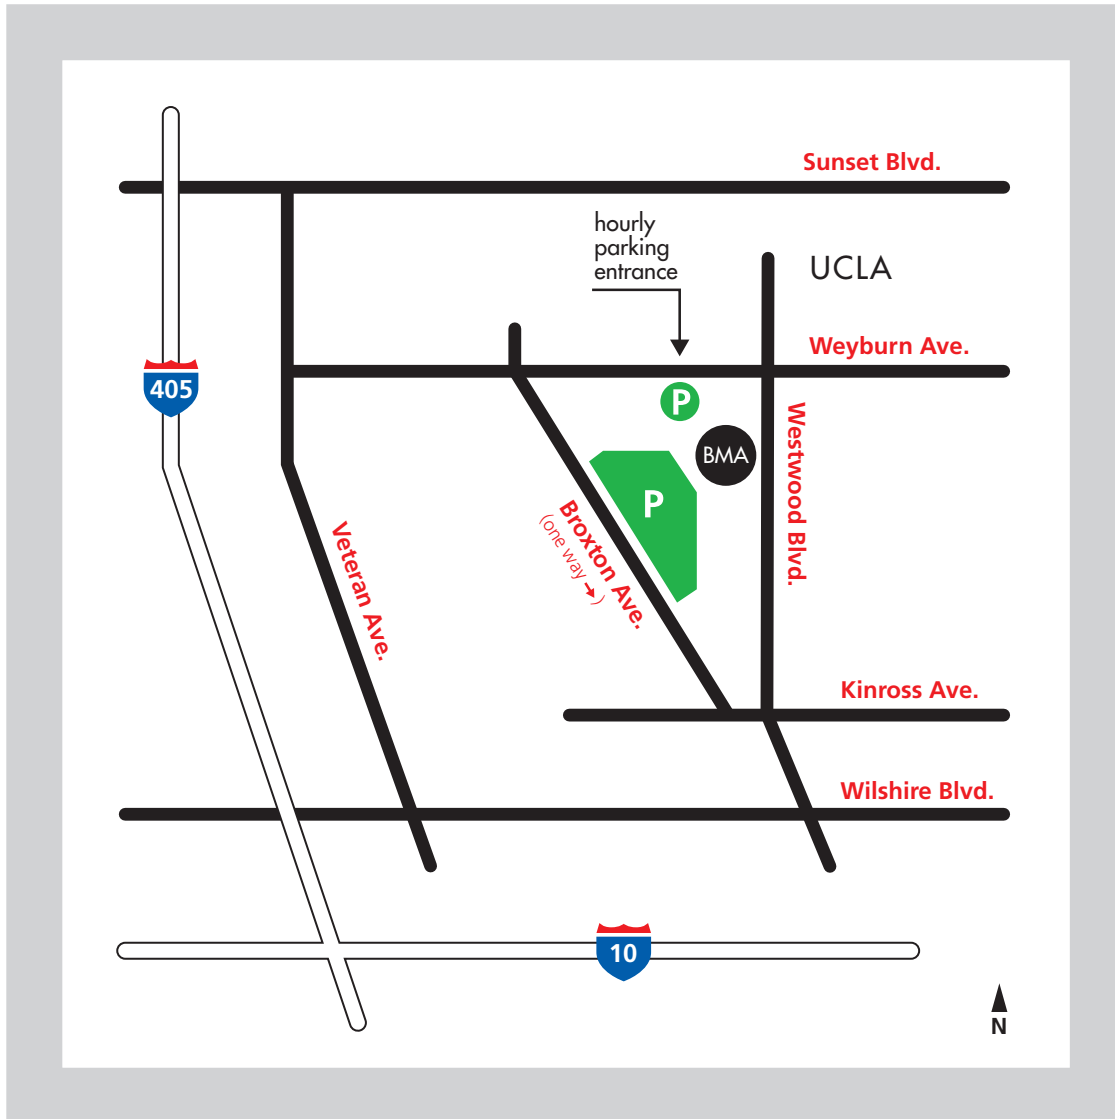 Sunset Blvd.
hourly
parking
entrance
UCLA
Weyburn Ave.
405
P
Westwood Blvd.
BMA
P
Broxton Ave.
(one way →)
Veteran Ave.
Kinross Ave.
Wilshire Blvd.
10
N